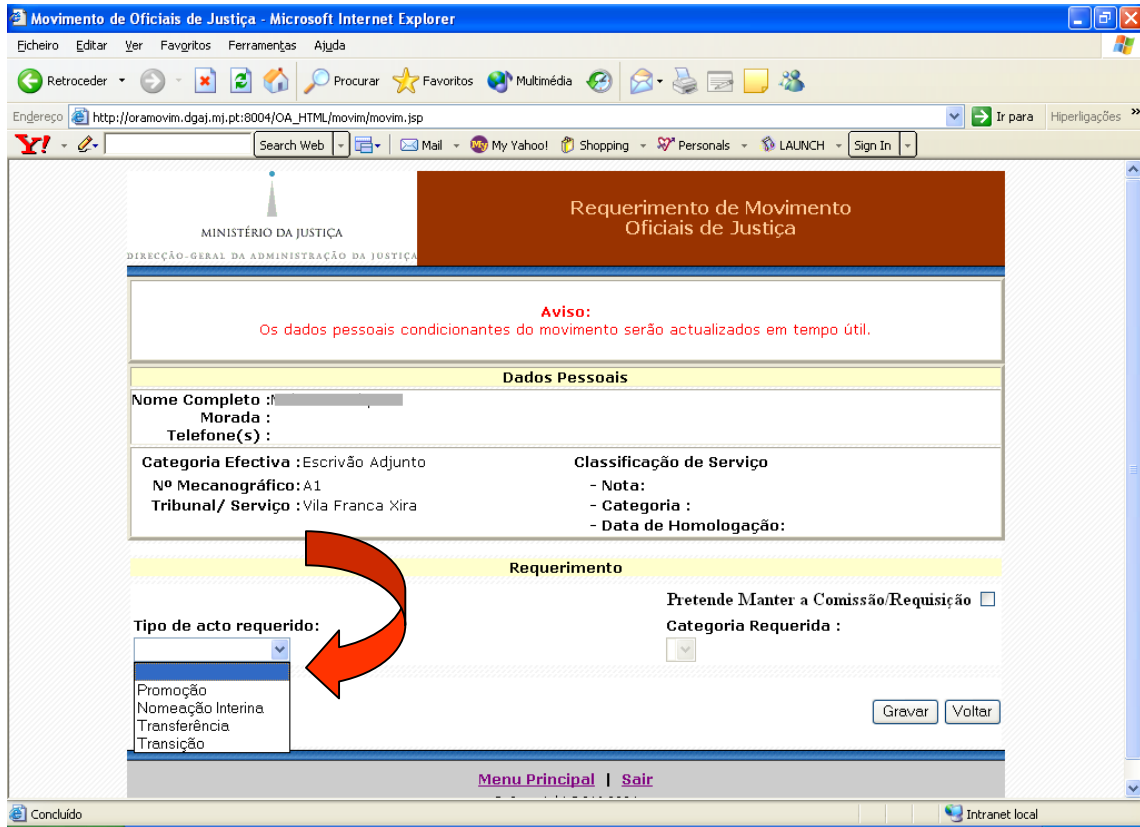 Movimento de Oficiais de Justiça - Microsoft Internet Explorer
Ficheiro Editar Ver Favoritos Ferramentas Ajuda
Retroceder Procurar Favoritos Multimédia
Endereço http://oramovim.dgaj.mj.pt:8004/OA_HTML/movim/movim.jsp Ir para Hiperligações »
Y! Search Web Mail My My Yahoo! Shopping Personals LAUNCH Sign In
MINISTÉRIO DA JUSTIÇA
DIRECÇÃO-GERAL DA ADMINISTRAÇÃO DA JUSTIÇA
Requerimento de Movimento
Oficiais de Justiça
Aviso:
Os dados pessoais condicionantes do movimento serão actualizados em tempo útil.
Dados Pessoais
Nome Completo :
Morada :
Telefone(s) :
Categoria Efectiva : Escrivão Adjunto Classificação de Serviço
Nº Mecanográfico: A1 - Nota:
Tribunal/ Serviço : Vila Franca Xira - Categoria :
- Data de Homologação:
Requerimento
Pretende Manter a Comissão/Requisição
Tipo de acto requerido: Categoria Requerida :
Promoção
Nomeação Interina
Transferência
Transição
Gravar Voltar
Menu Principal | Sair
Concluído Intranet local